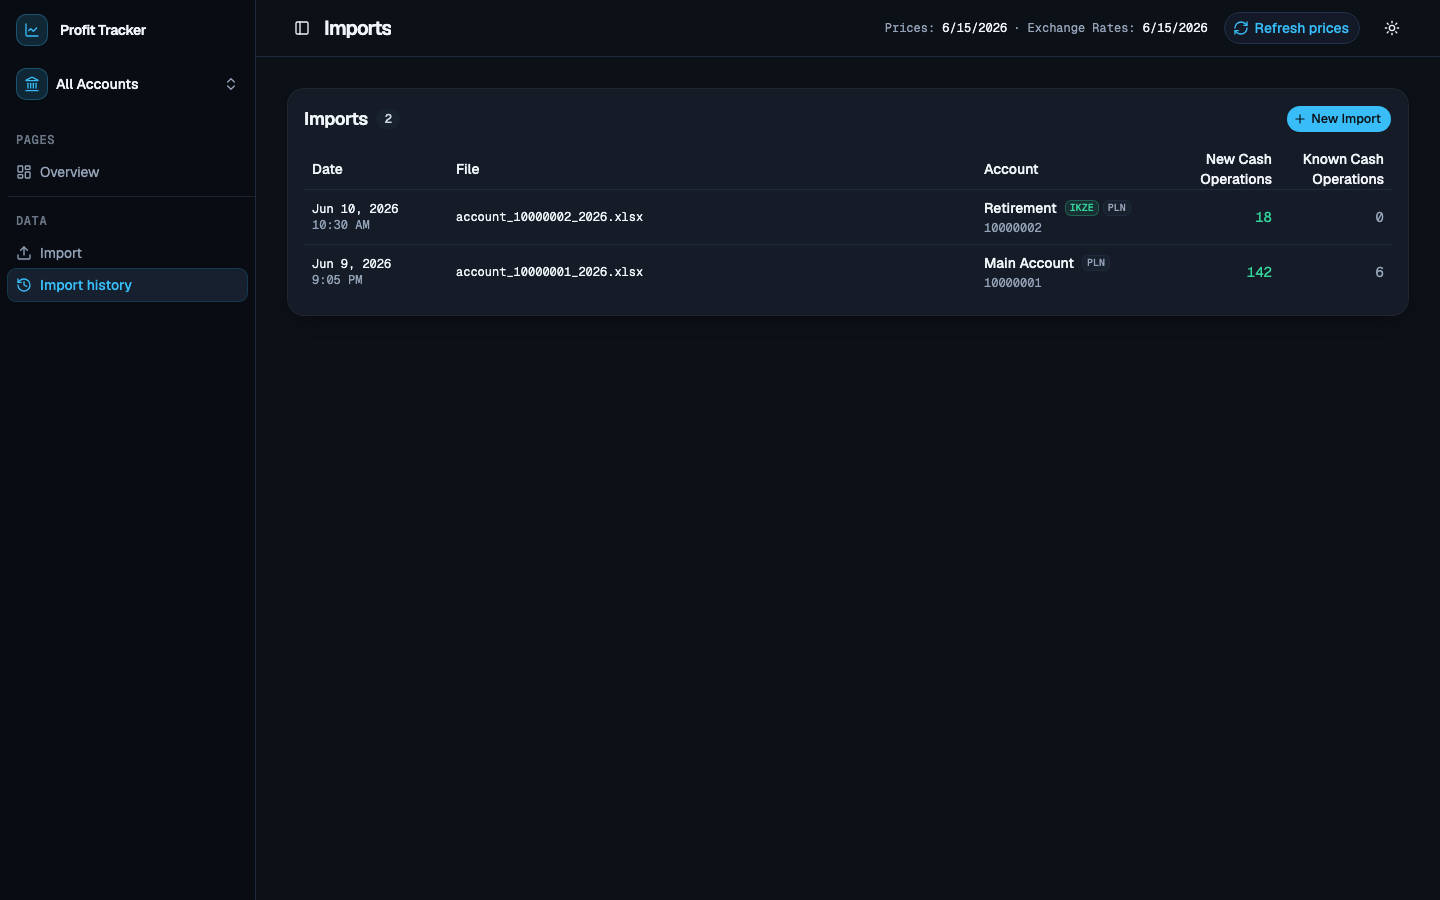 Profit Tracker
All Accounts
PAGES
Overview
DATA
Import
Import history
Imports
Prices: 6/15/2026 · Exchange Rates: 6/15/2026
Refresh prices
Imports 2
New Import
Date
File
Account
New Cash
Operations
Known Cash
Operations
Jun 10, 2026
10:30 AM
account_10000002_2026.xlsx
Retirement IKZE PLN
10000002
18
0
Jun 9, 2026
9:05 PM
account_10000001_2026.xlsx
Main Account PLN
10000001
142
6